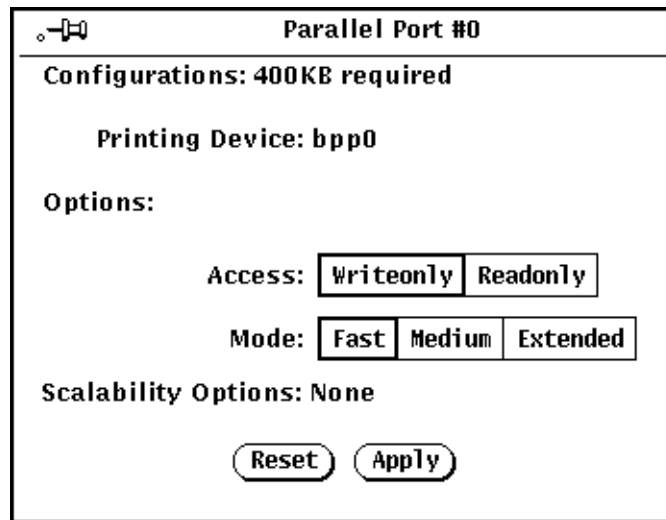 Parallel Port #0
Configurations: 400KB required
Printing Device: bpp0
Options:
Access: Writeonly Readonly
Mode: Fast Medium Extended
Scalability Options: None
Reset Apply